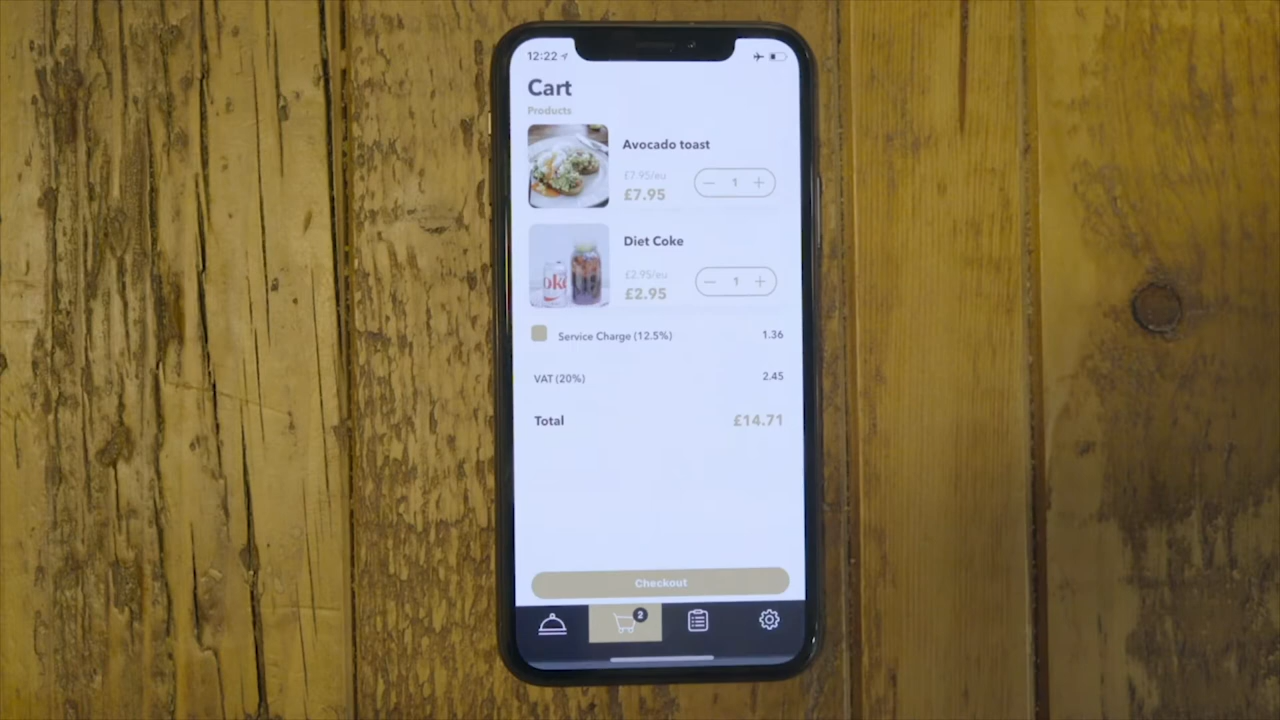 12:22
Cart
Products
Avocado toast
£7.95/eu
£7.95
1
Diet Coke
£2.95/eu
£2.95
1
Service Charge (12.5%) 1.36
VAT (20%) 2.45
Total £14.71
Checkout
2